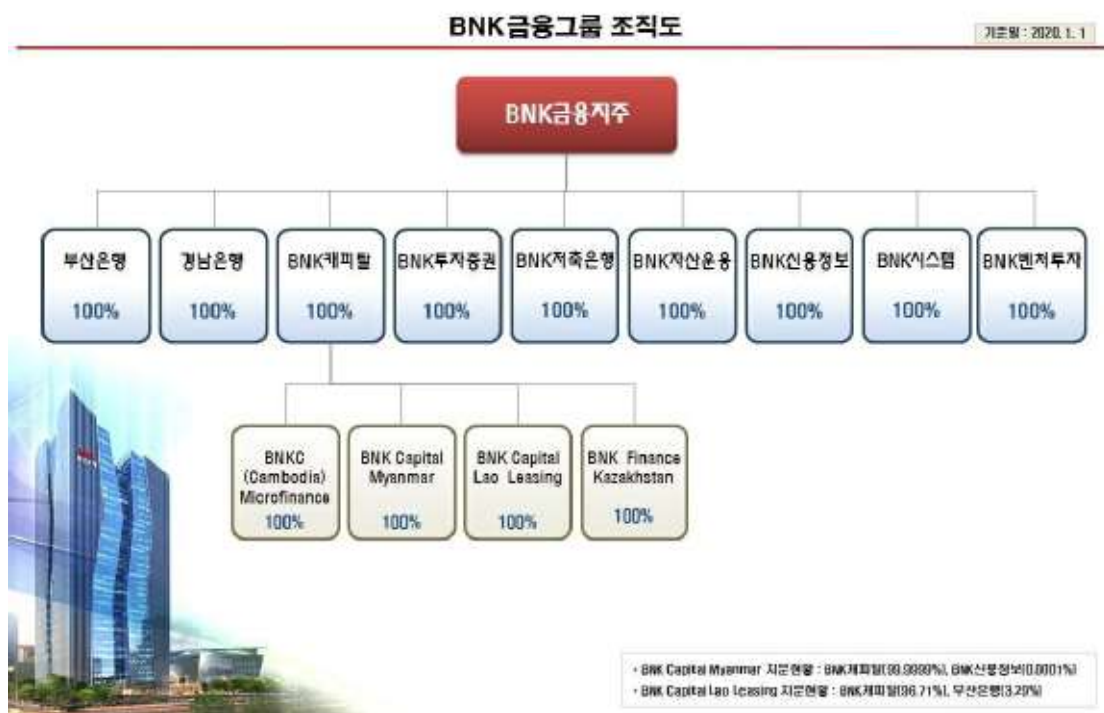 BNK금융그룹 조직도
기준일 : 2020. 1. 1
BNK금융지주
부산은행
100%
경남은행
100%
BNK캐피탈
100%
BNK투자증권
100%
BNK저축은행
100%
BNK자산운용
100%
BNK신용정보
100%
BNK시스템
100%
BNK벤처투자
100%
BNKC
(Cambodia)
Microfinance
100%
BNK Capital
Myanmar
100%
BNK Capital
Lao Leasing
100%
BNK Finance
Kazakhstan
100%
· BNK Capital Myanmar 지분현황 : BNK캐피탈(99.9999%), BNK신용정보(0.0001%)
· BNK Capital Lao Leasing 지분현황 : BNK캐피탈(96.71%), 부산은행(3.29%)